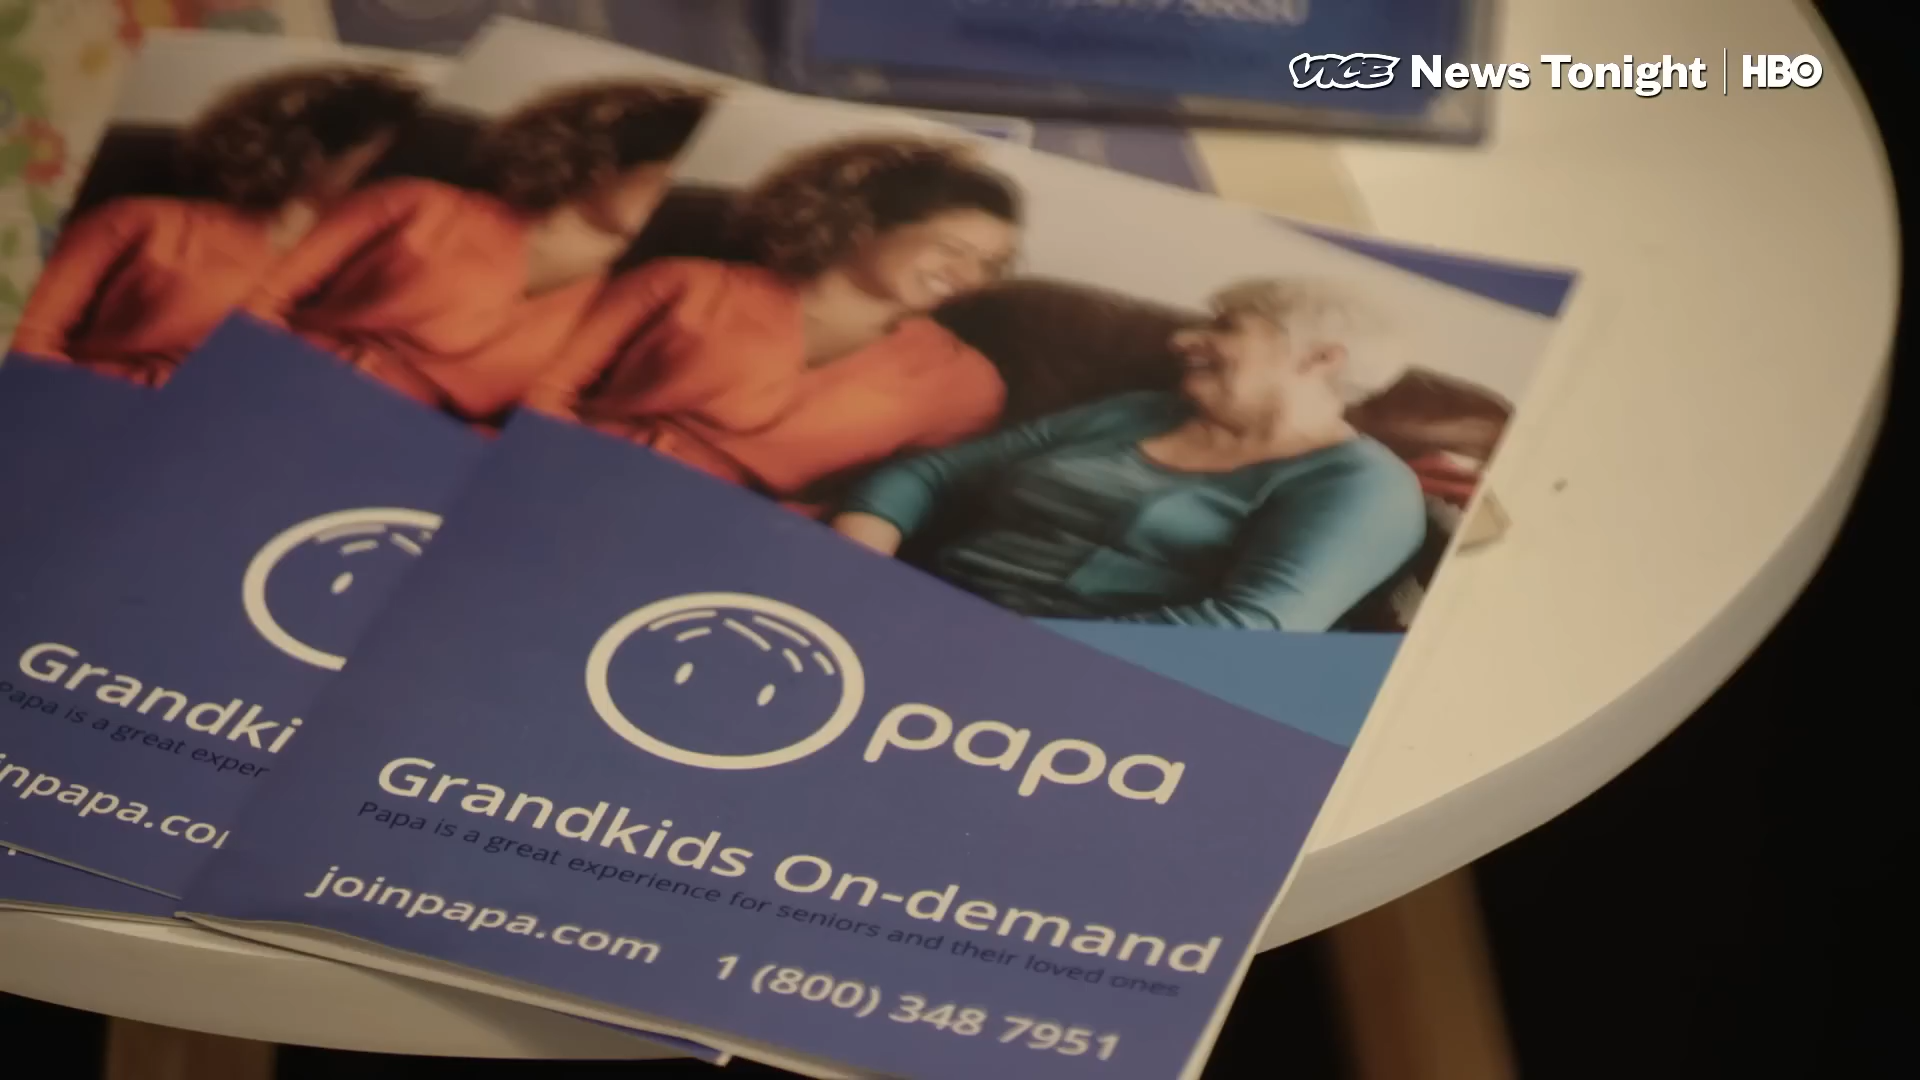 VICE News Tonight | HBO
papa
Grandkids On-demand
Papa is a great experience for seniors and their loved ones
joinpapa.com 1 (800) 348 7951
Grandki
Papa is a great exper
inpapa.co